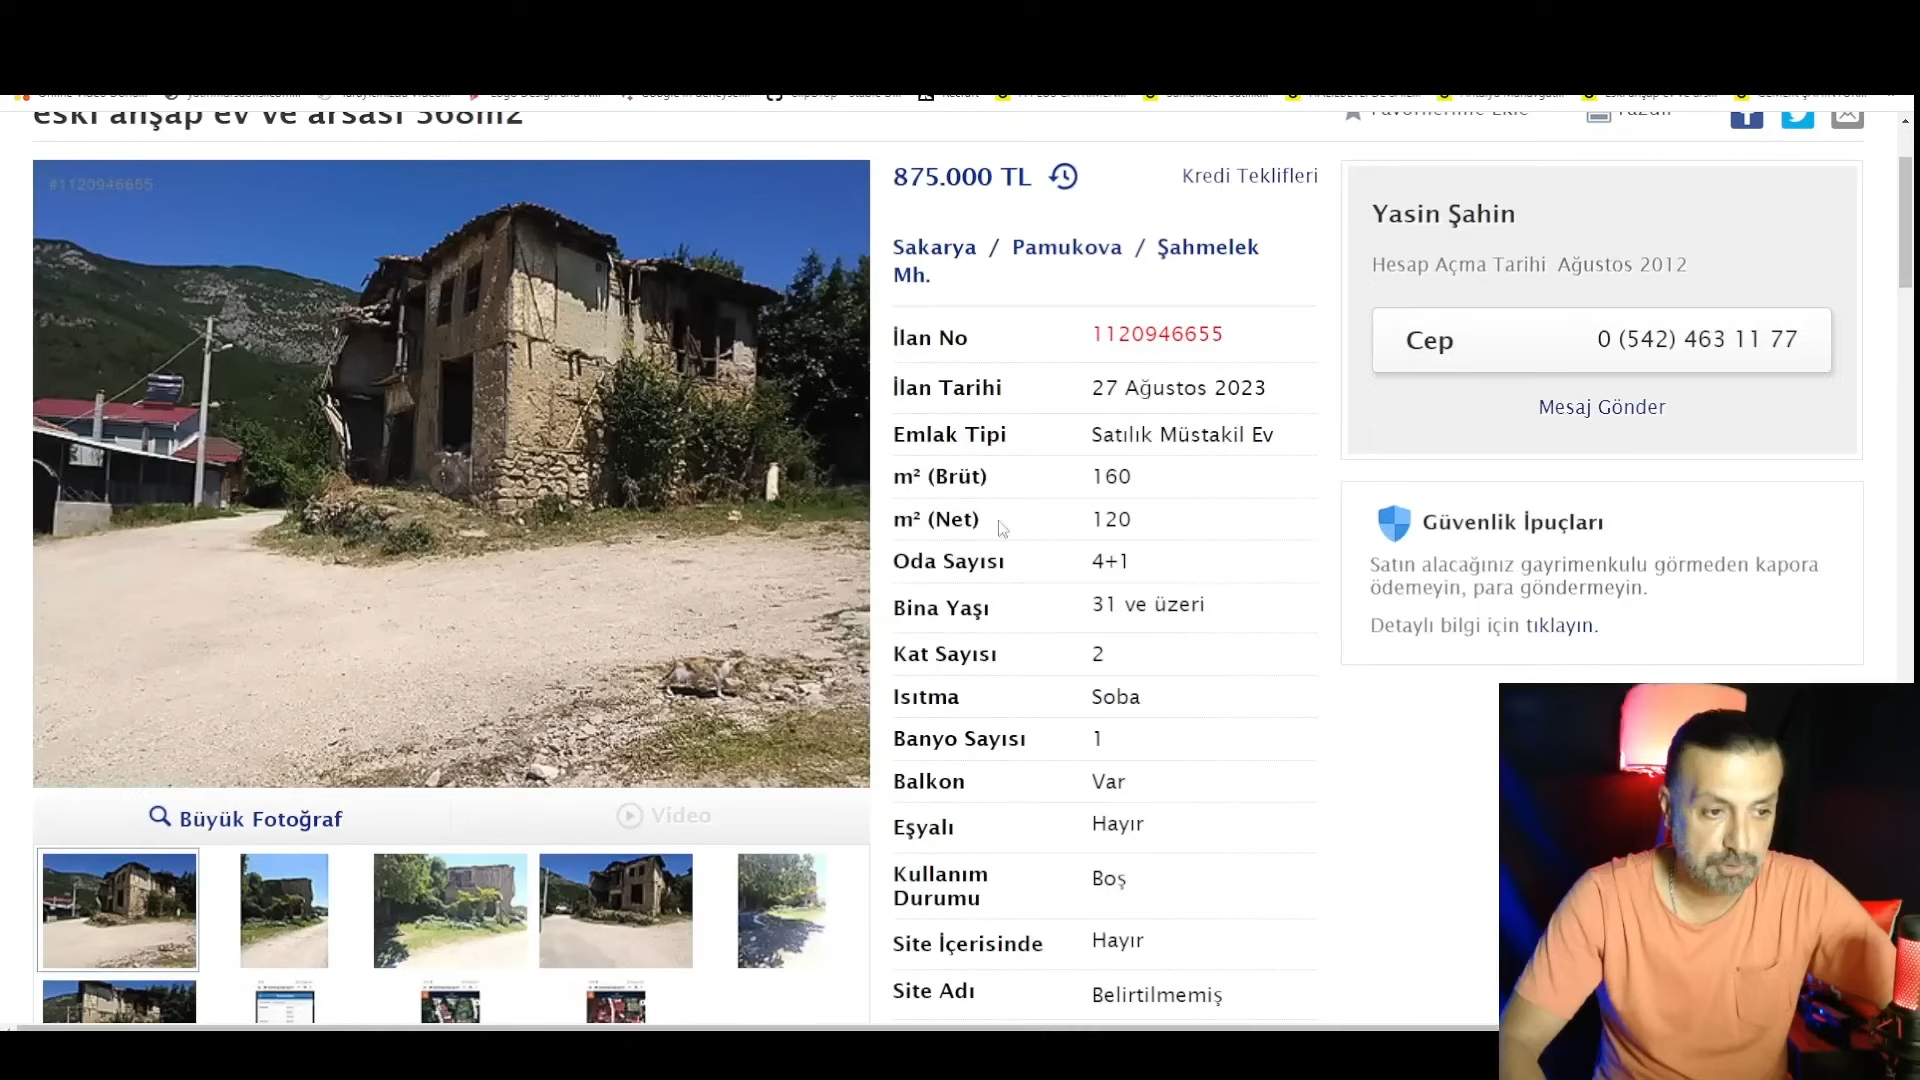 eski ahşap ev ve arsası 568m2
Favorilerime Ekle
Yazdır
#1120946655
875.000 TL
Kredi Teklifleri
Sakarya / Pamukova / Şahmelek
Mh.
İlan No 1120946655
İlan Tarihi 27 Ağustos 2023
Emlak Tipi Satılık Müstakil Ev
m² (Brüt) 160
m² (Net) 120
Oda Sayısı 4+1
Bina Yaşı 31 ve üzeri
Kat Sayısı 2
Isıtma Soba
Banyo Sayısı 1
Balkon Var
Eşyalı Hayır
Kullanım
Durumu
Boş
Site İçerisinde Hayır
Site Adı Belirtilmemiş
Yasin Şahin
Hesap Açma Tarihi Ağustos 2012
Cep 0 (542) 463 11 77
Mesaj Gönder
Güvenlik İpuçları
Satın alacağınız gayrimenkulu görmeden kapora
ödemeyin, para göndermeyin.
Detaylı bilgi için tıklayın.
Büyük Fotoğraf
Video